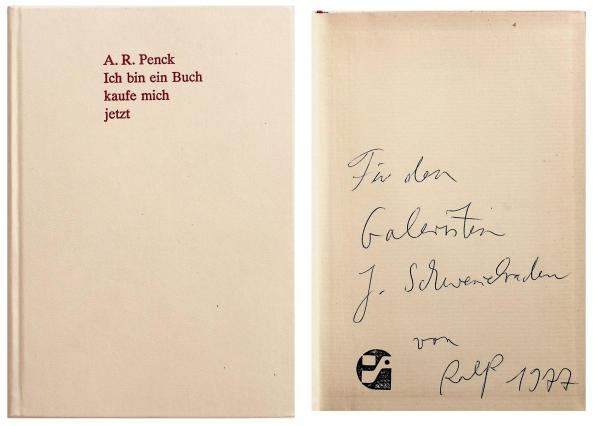 A. R. Penck
Ich bin ein Buch
kaufe mich
jetzt
Für den
Galeristen
J. Schweinebraden
von
Ralf 1977